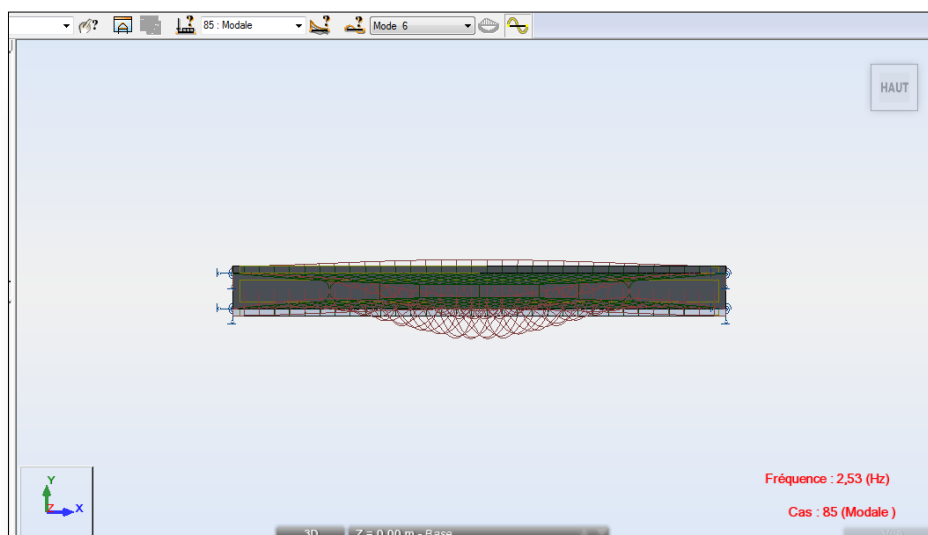 85 : Modale
Mode 6
HAUT
Fréquence : 2,53 (Hz)
Cas : 85 (Modale )
Y
Z
X
3D
Z = 0,00 m - Base